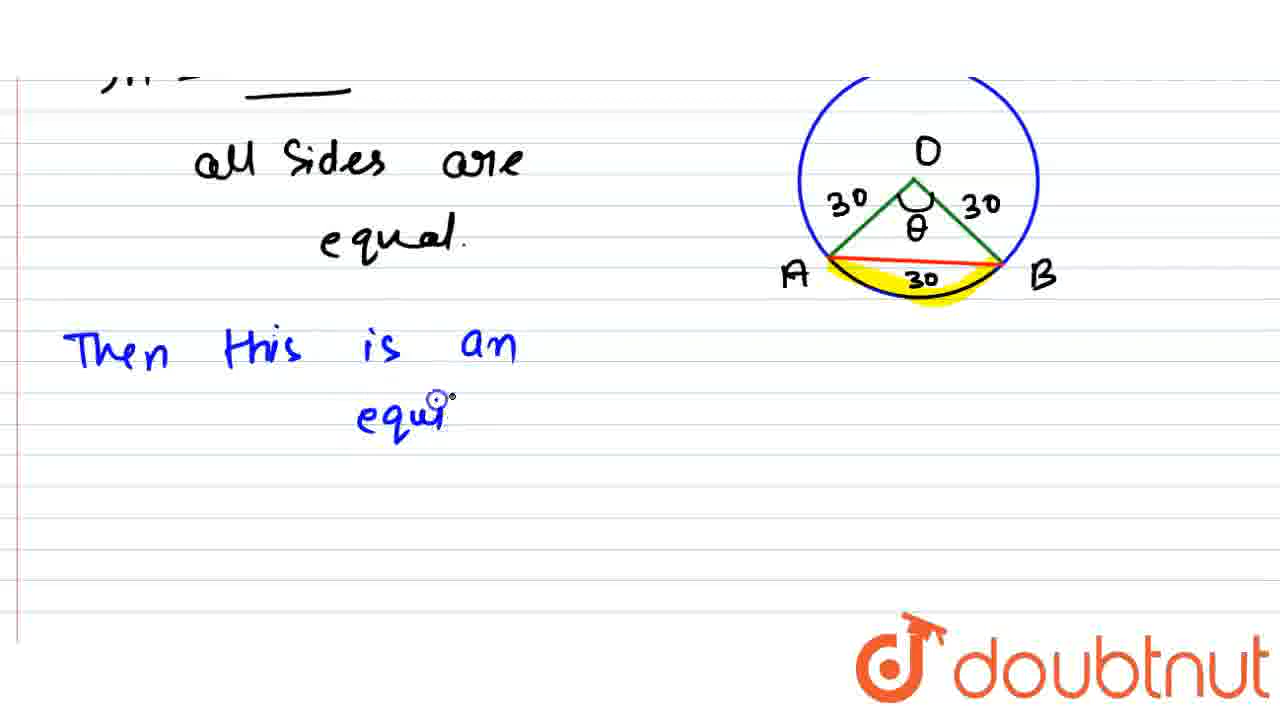 all sides are
equal.
Then this is an
equi
O
30
30
θ
A
30
B
doubtnut